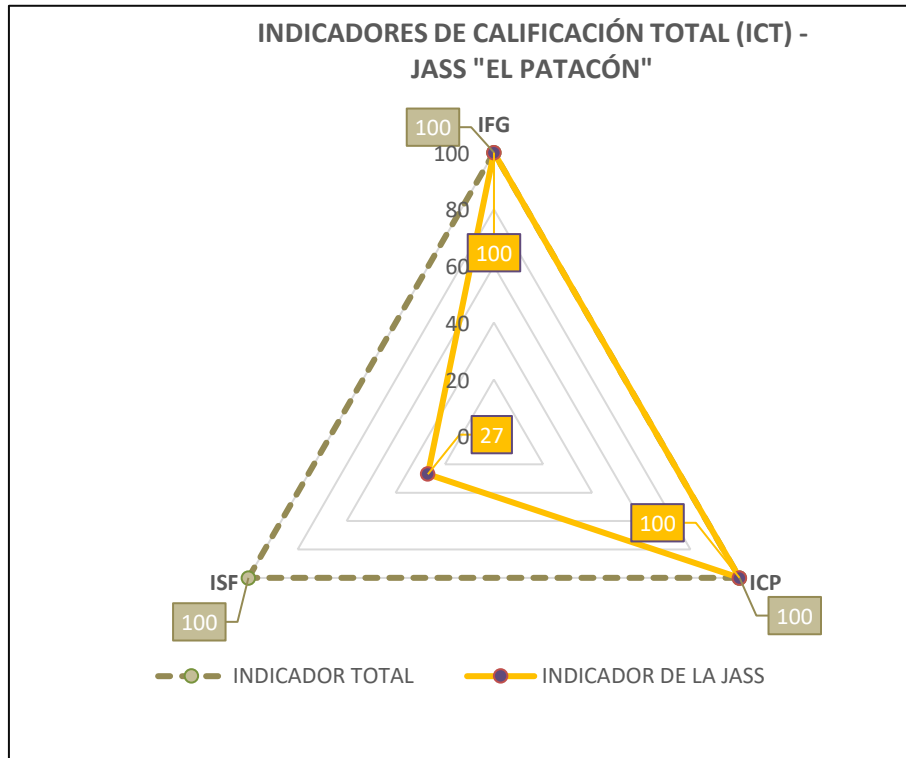 INDICADORES DE CALIFICACIÓN TOTAL (ICT) -
JASS "EL PATACÓN"
100
IFG
100
80
100
60
40
20
0
27
100
ISF
ICP
100
100
INDICADOR TOTAL
INDICADOR DE LA JASS